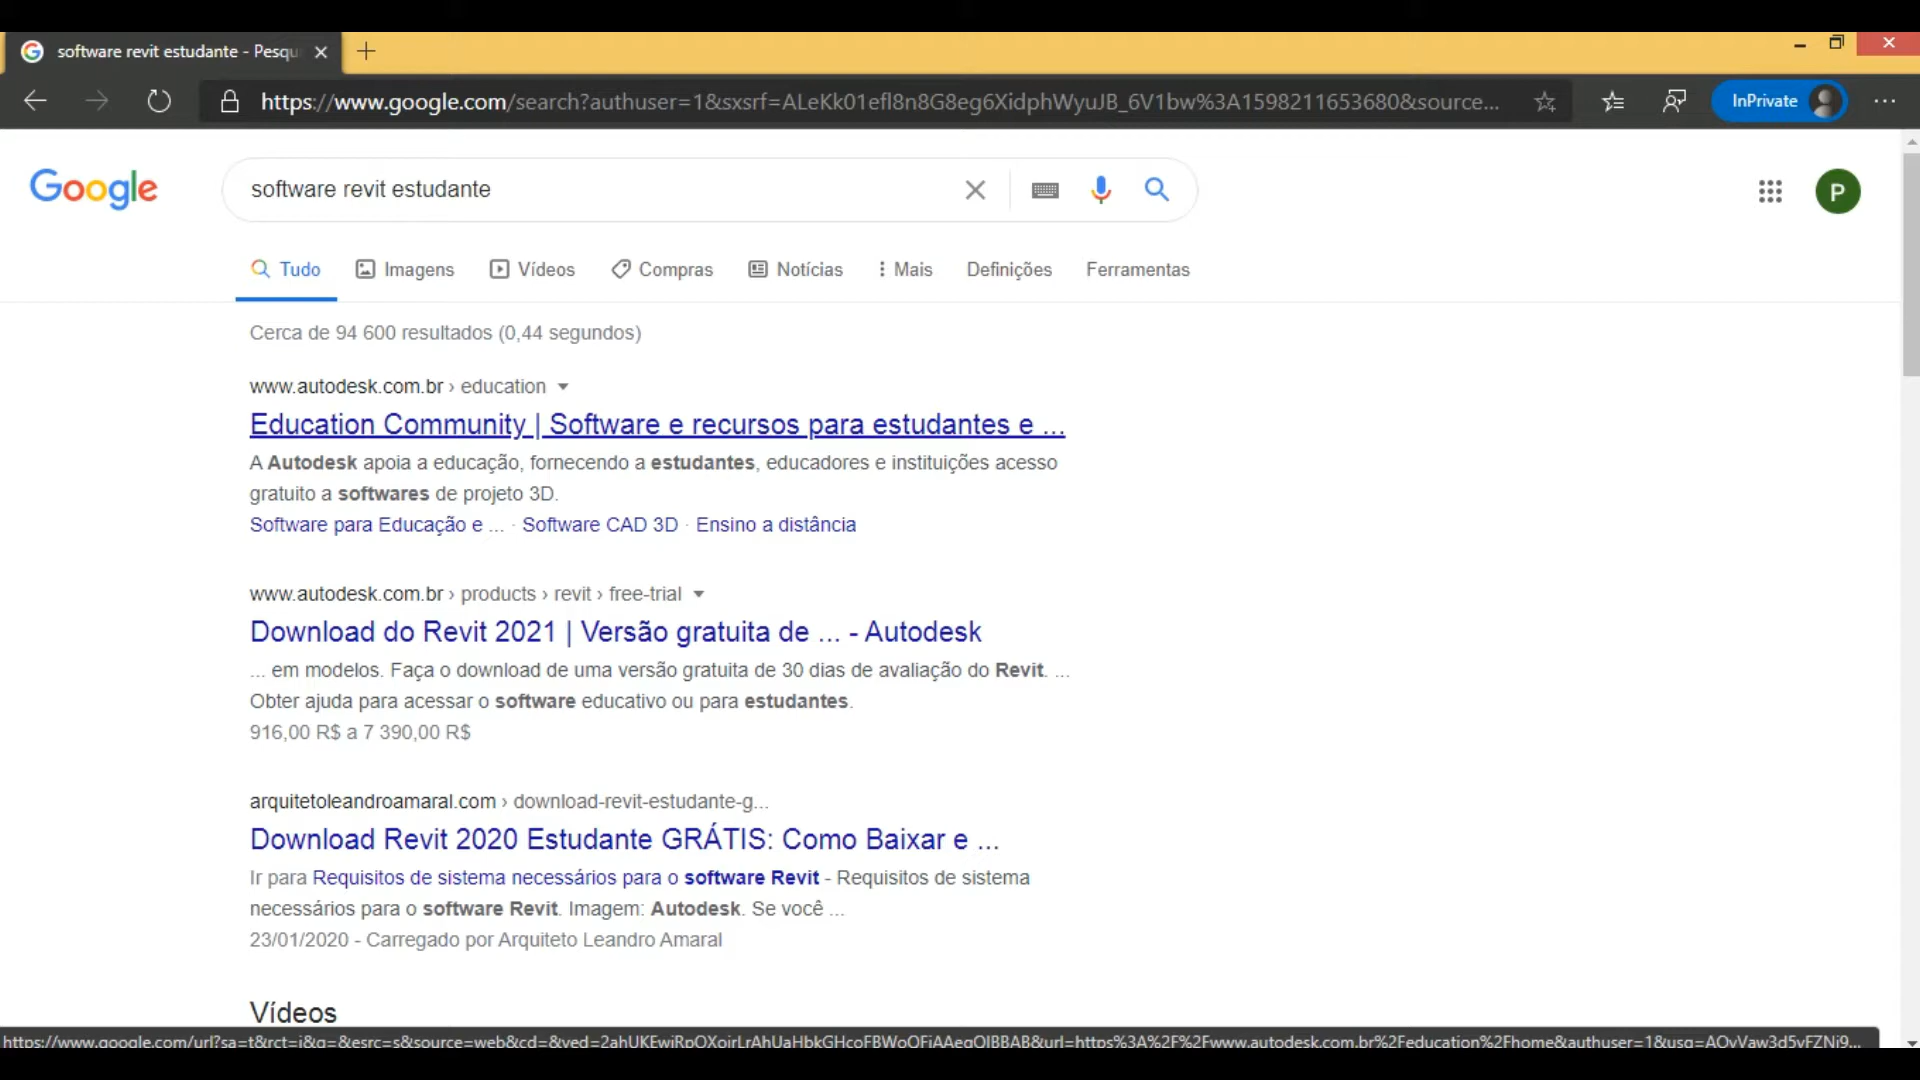 software revit estudante - Pesqu
https://www.google.com/search?authuser=1&sxsrf=ALeKk01efl8n8G8eg6XidphWyuJB_6V1bw%3A1598211653680&source...
InPrivate
Google
software revit estudante
P
Tudo
Imagens
Vídeos
Compras
Notícias
Mais
Definições
Ferramentas
Cerca de 94 600 resultados (0,44 segundos)
www.autodesk.com.br › education
Education Community | Software e recursos para estudantes e ...
A Autodesk apoia a educação, fornecendo a estudantes, educadores e instituições acesso
gratuito a softwares de projeto 3D.
Software para Educação e ... · Software CAD 3D · Ensino a distância
www.autodesk.com.br › products › revit › free-trial
Download do Revit 2021 | Versão gratuita de ... - Autodesk
... em modelos. Faça o download de uma versão gratuita de 30 dias de avaliação do Revit. ...
Obter ajuda para acessar o software educativo ou para estudantes.
916,00 R$ a 7 390,00 R$
arquitetoleandroamaral.com › download-revit-estudante-g...
Download Revit 2020 Estudante GRÁTIS: Como Baixar e ...
Ir para Requisitos de sistema necessários para o software Revit - Requisitos de sistema
necessários para o software Revit. Imagem: Autodesk. Se você ...
23/01/2020 - Carregado por Arquiteto Leandro Amaral
Vídeos
https://www.google.com/url?sa=t&rct=j&q=&esrc=s&source=web&cd=&ved=2ahUKEwiRpOXoirLrAhUaHbkGHcoFBWoQFjAAegQIBBAB&url=https%3A%2F%2Fwww.autodesk.com.br%2Feducation%2Fhome&authuser=1&usg=AOvVaw3d5vFZNj9...